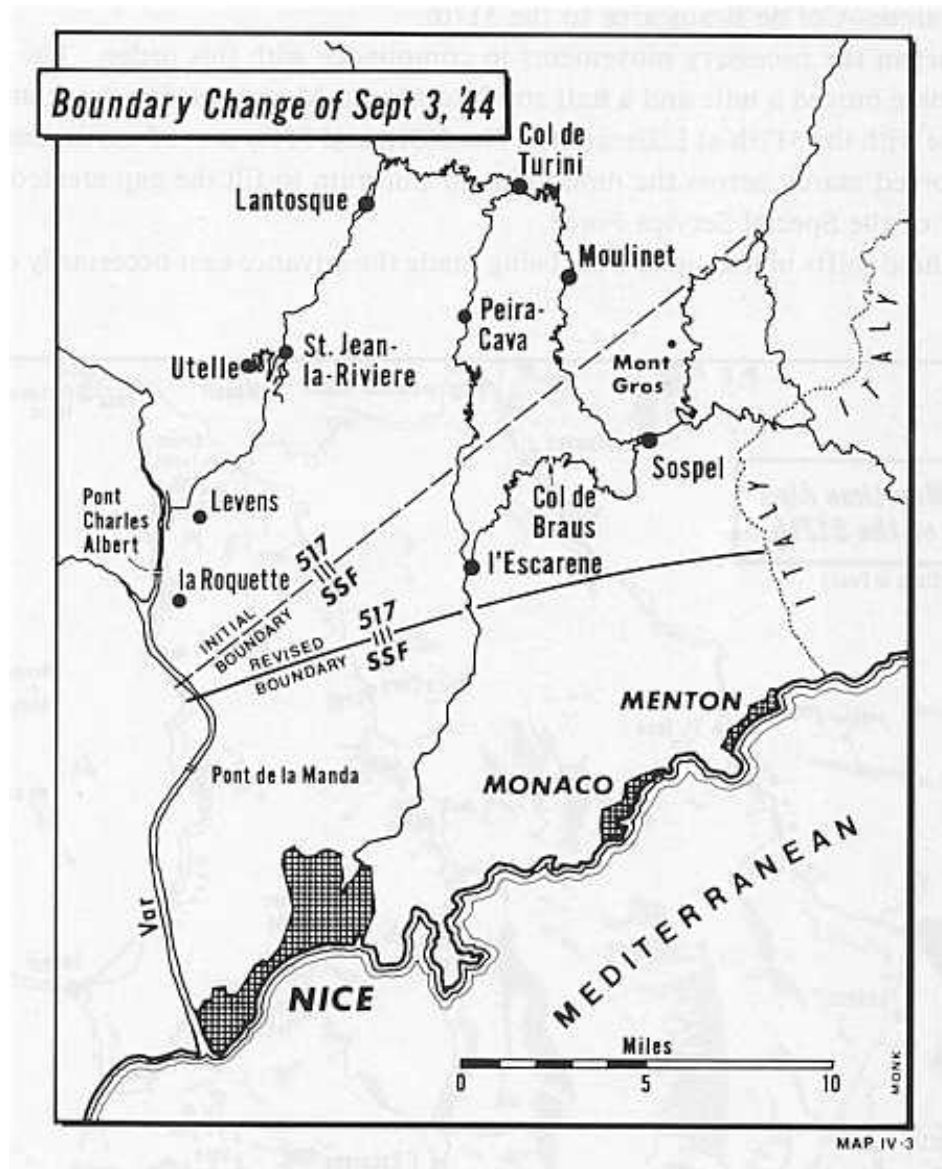 Boundary Change of Sept 3, '44
Col de
Turini
Lantosque
Moulinet
Peira-
Cava
St. Jean-
la-Riviere
Utelle
Mont
Gros
ITALY
Sospel
Pont
Charles
Albert
Levens
Col de
Braus
l'Escarene
la Roquette
517
III
SSF
INITIAL
BOUNDARY
517
III
SSF
REVISED
BOUNDARY
ITALY
MENTON
Pont de la Manda
MONACO
Var
MEDITERRANEAN
NICE
Miles
0 5 10
MONK
MAP IV-3